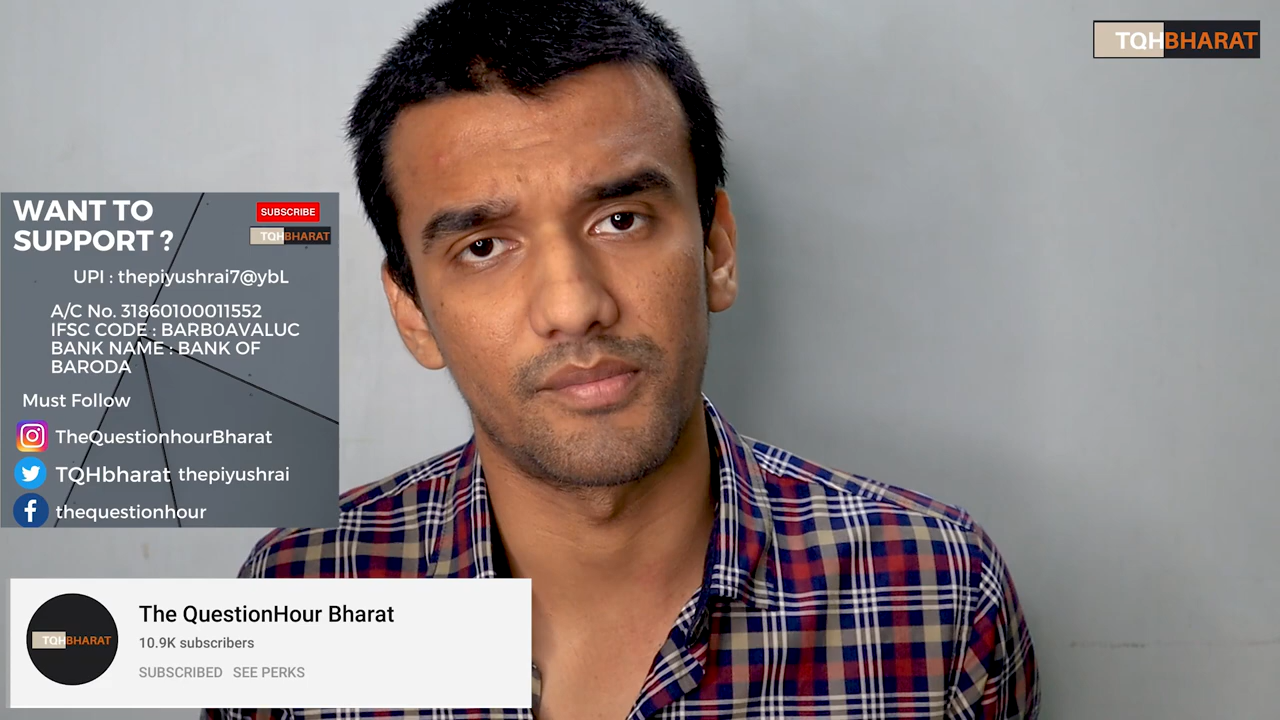 TQHBHARAT
WANT TO
SUPPORT ?
SUBSCRIBE
TQHBHARAT
UPI : thepiyushrai7@ybL
A/C No. 31860100011552
IFSC CODE : BARB0AVALUC
BANK NAME : BANK OF
BARODA
Must Follow
TheQuestionhourBharat
TQHbharat thepiyushrai
thequestionhour
The QuestionHour Bharat
10.9K subscribers
TQHBHARAT
SUBSCRIBED SEE PERKS